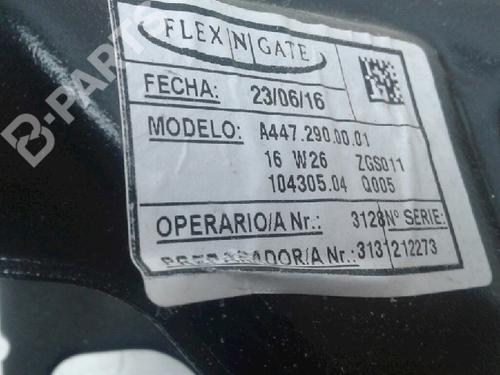 FLEX N GATE
FECHA: 23/06/16
MODELO: A447.290.00.01
16 W26 ZGS011
104305.04 Q005
OPERARIO/A Nr.: 3128 Nº SERIE:
Nr.: 3131 212273
B-PARTS